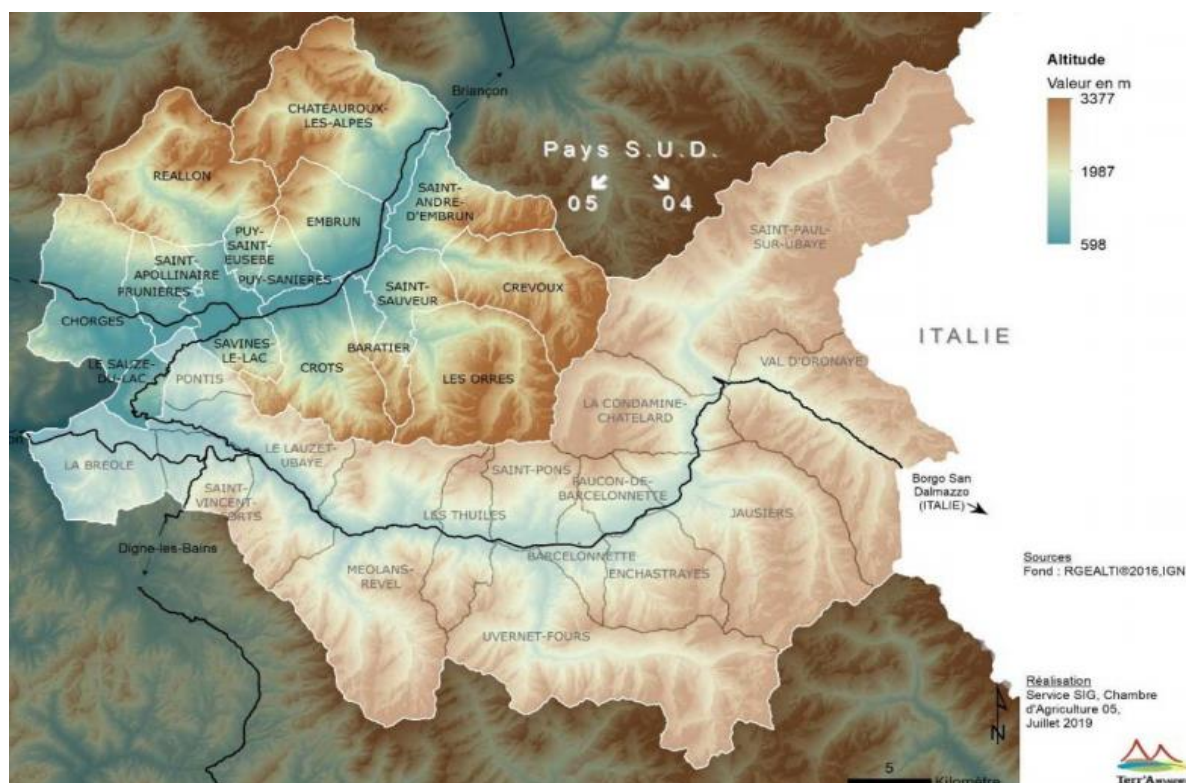 Briançon
CHATEAUROUX-
LES-ALPES
Pays S.U.D.
05
04
REALLON
SAINT-
ANDRE-
D'EMBRUN
EMBRUN
PUY-
SAINT-
EUSEBE
SAINT-
APOLLINAIRE
PUY-SANIERES
PRUNIERES
SAINT-
SAUVEUR
CREVOUX
CHORGES
SAVINES-
LE-LAC
BARATIER
CROTS
LES ORRES
LE SAUZE-
DU-LAC
PONTIS
SAINT-PAUL-
SUR-UBAYE
VAL D'ORONAYE
LA CONDAMINE-
CHATELARD
LE LAUZET-
UBAYE
LA BREOLE
SAINT-
VINCENT-
SAINT-PONS
FAUCON-DE-
BARCELONNETTE
LES THUILES
JAUSIERS
BARCELONNETTE
ENCHASTRAYES
MEOLANS-
REVEL
UVERNET-FOURS
Digne-les-Bains
ITALIE
Borgo San
Dalmazzo
(ITALIE)
Altitude
Valeur en m
3377
1987
598
Sources
Fond : RGEALTI®2016,IGN
Réalisation
Service SIG, Chambre
d'Agriculture 05,
Juillet 2019
N
5
Kilomètre